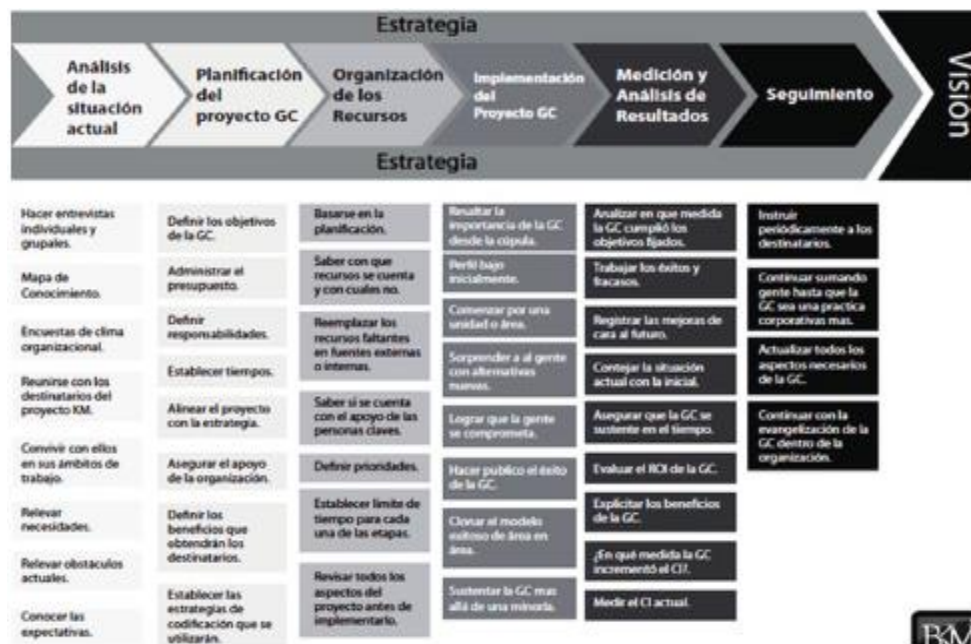 Estrategia
Análisis
de la
situación
actual
Planificación
del
proyecto GC
Organización
de los
Recursos
Implementación
del
Proyecto GC
Medición y
Análisis de
Resultados
Seguimiento
Visión
Estrategia
Hacer entrevistas
individuales y
grupales.
Mapa de
Conocimiento.
Encuestas de clima
organizacional.
Reunirse con los
destinatarios del
proyecto KM.
Convivir con ellos
en sus ámbitos de
trabajo.
Relevar
necesidades.
Relevar obstáculos
actuales.
Conocer las
expectativas.
Definir los objetivos
de la GC.
Administrar el
presupuesto.
Definir
responsabilidades.
Establecer tiempos.
Alinear el proyecto
con la estrategia.
Asegurar el apoyo
de la organización.
Definir los
beneficios que
obtendrán los
destinatarios.
Establecer las
estrategias de
codificación que se
utilizarán.
Basarse en la
planificación.
Saber con que
recursos se cuenta
y con cuales no.
Reemplazar los
recursos faltantes
en fuentes externas
o internas.
Saber si se cuenta
con el apoyo de las
personas claves.
Definir prioridades.
Establecer límite de
tiempo para cada
una de las etapas.
Revisar todos los
aspectos del
proyecto antes de
implementarlo.
Resaltar la
importancia de la GC
desde la cúpula.
Perfil bajo
inicialmente.
Comenzar por una
unidad o área.
Sorprender a al gente
con alternativas
nuevas.
Lograr que la gente
se comprometa.
Hacer público el éxito
de la GC.
Clonar el modelo
exitoso de área en
área.
Sustentar la GC mas
allá de una minoría.
Analizar en que medida
la GC cumplió los
objetivos fijados.
Trabajar los éxitos y
fracasos.
Registrar las mejoras de
cara al futuro.
Contejar la situación
actual con la inicial.
Asegurar que la GC se
sustente en el tiempo.
Evaluar el ROI de la GC.
Explicitar los beneficios
de la GC.
¿En qué medida la GC
incrementó el CI?.
Medir el CI actual.
Instruir
periódicamente a los
destinatarios.
Continuar sumando
gente hasta que la
GC sea una practica
corporativas mas.
Actualizar todos los
aspectos necesarios
de la GC.
Continuar con la
evangelización de la
GC dentro de la
organización.